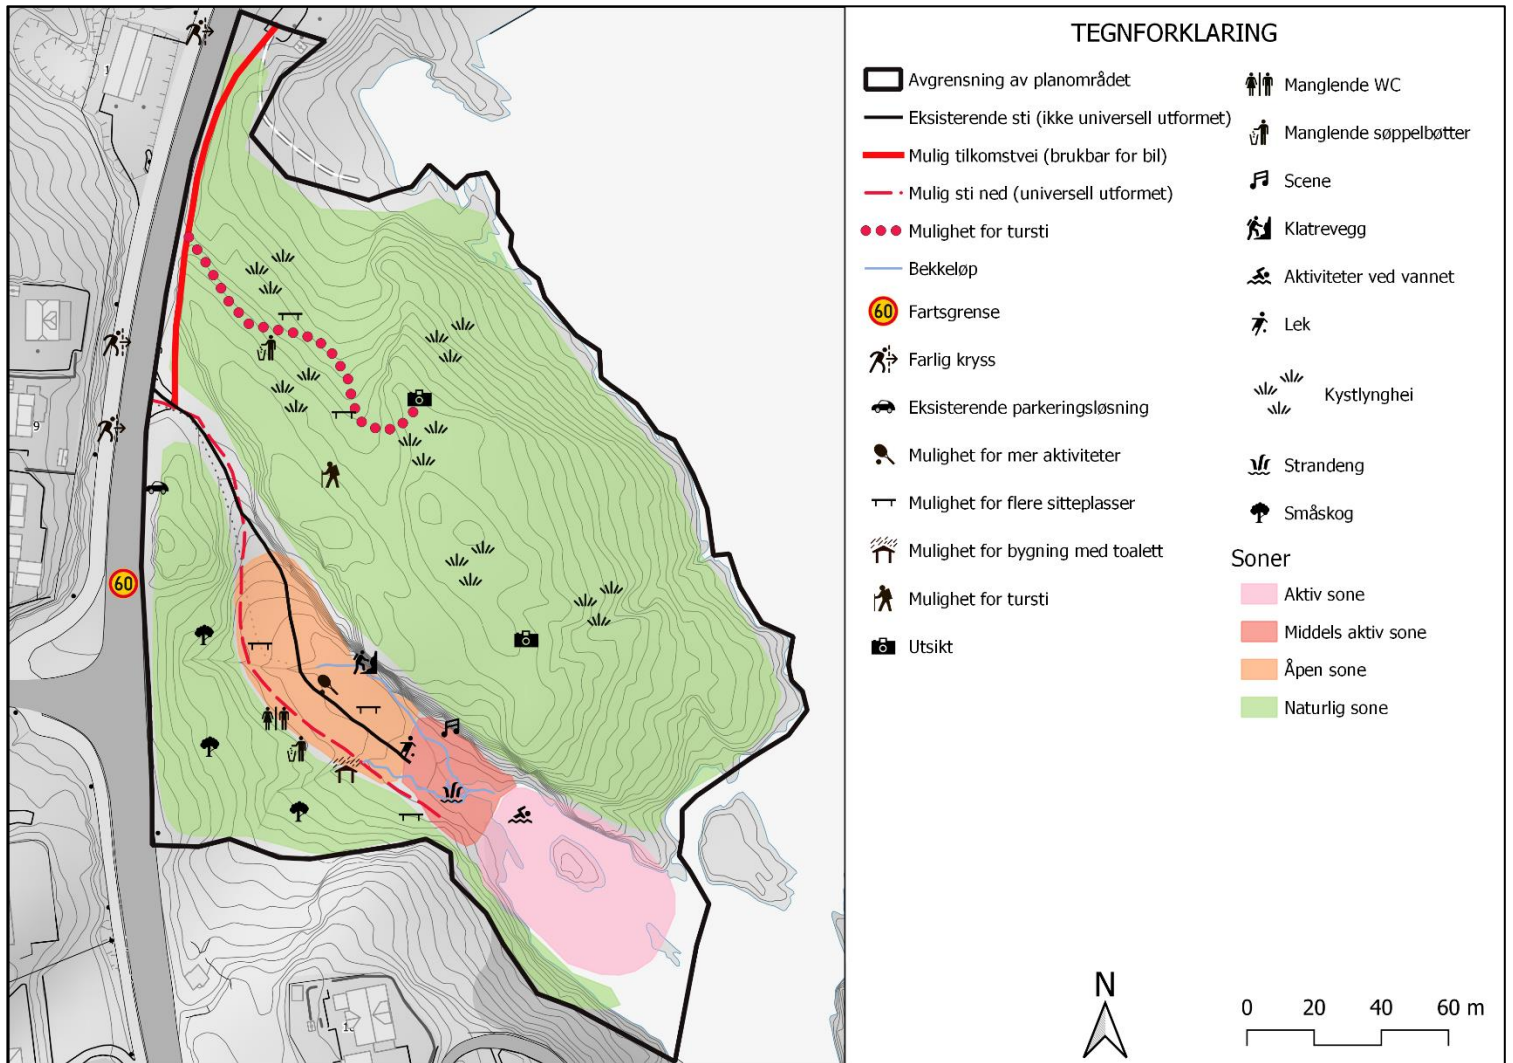 TEGNFORKLARING
Avgrensning av planområdet
Eksisterende sti (ikke universell utformet)
Mulig tilkomstvei (brukbar for bil)
Mulig sti ned (universell utformet)
Mulighet for tursti
Bekkeløp
60 Fartsgrense
Farlig kryss
Eksisterende parkeringsløsning
Mulighet for mer aktiviteter
Mulighet for flere sitteplasser
Mulighet for bygning med toalett
Mulighet for tursti
Utsikt
Manglende WC
Manglende søppelbøtter
Scene
Klatrevegg
Aktiviteter ved vannet
Lek
Kystlynghei
Strandeng
Småskog
Soner
Aktiv sone
Middels aktiv sone
Åpen sone
Naturlig sone
N
0 20 40 60 m
60
9